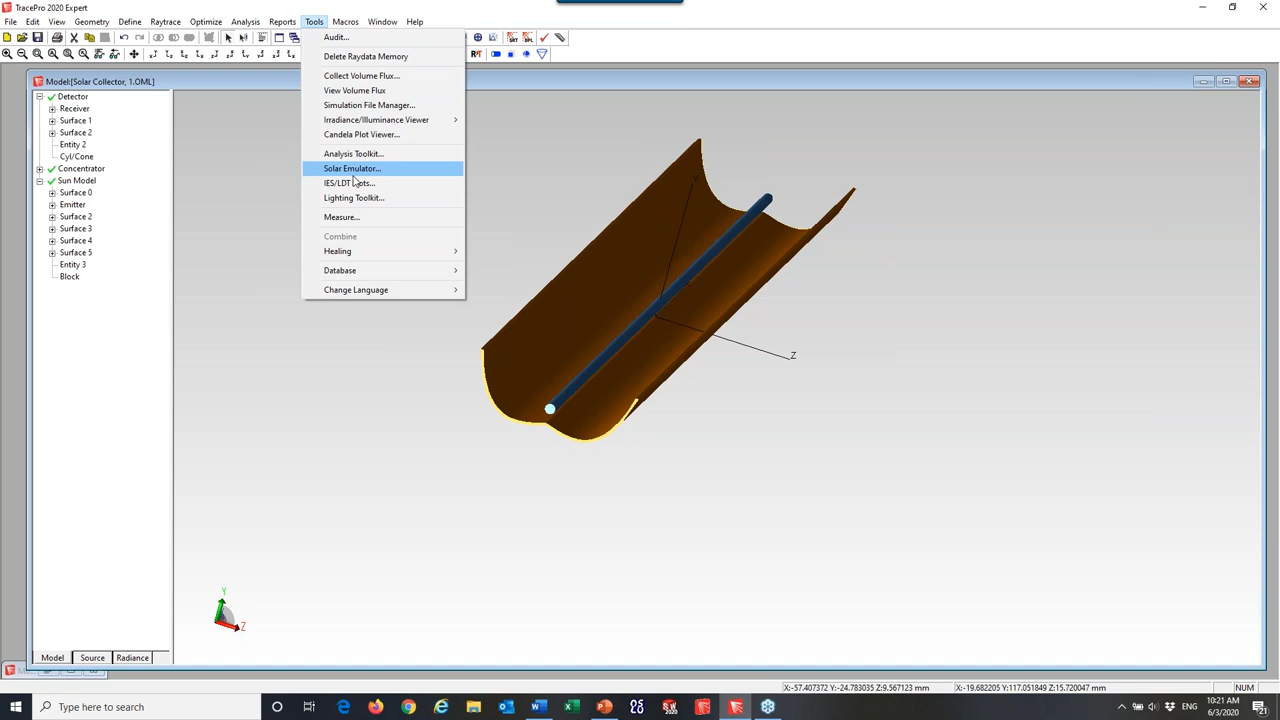 TracePro 2020 Expert
File Edit View Geometry Define Raytrace Optimize Analysis Reports Tools Macros Window Help
Audit...
Delete Raydata Memory
Collect Volume Flux...
View Volume Flux
Simulation File Manager...
Irradiance/Illuminance Viewer
Candela Plot Viewer...
Analysis Toolkit...
Solar Emulator...
IES/LDT
Lighting Toolkit...
Measure...
Combine
Healing
Database
Change Language
Model:[Solar Collector, 1.OML]
Detector
Receiver
Surface 1
Surface 2
Entity 2
Cyl/Cone
Concentrator
Sun Model
Surface 0
Emitter
Surface 2
Surface 3
Surface 4
Surface 5
Entity 3
Block
Y
Z
Y
Z
Model Source Radiance
X:-57.407372 Y:-24.783035 Z:9.567123 mm
X:-19.682205 Y:117.051849 Z:15.720047 mm
NUM
Type here to search
ENG
10:21 AM
6/3/2020